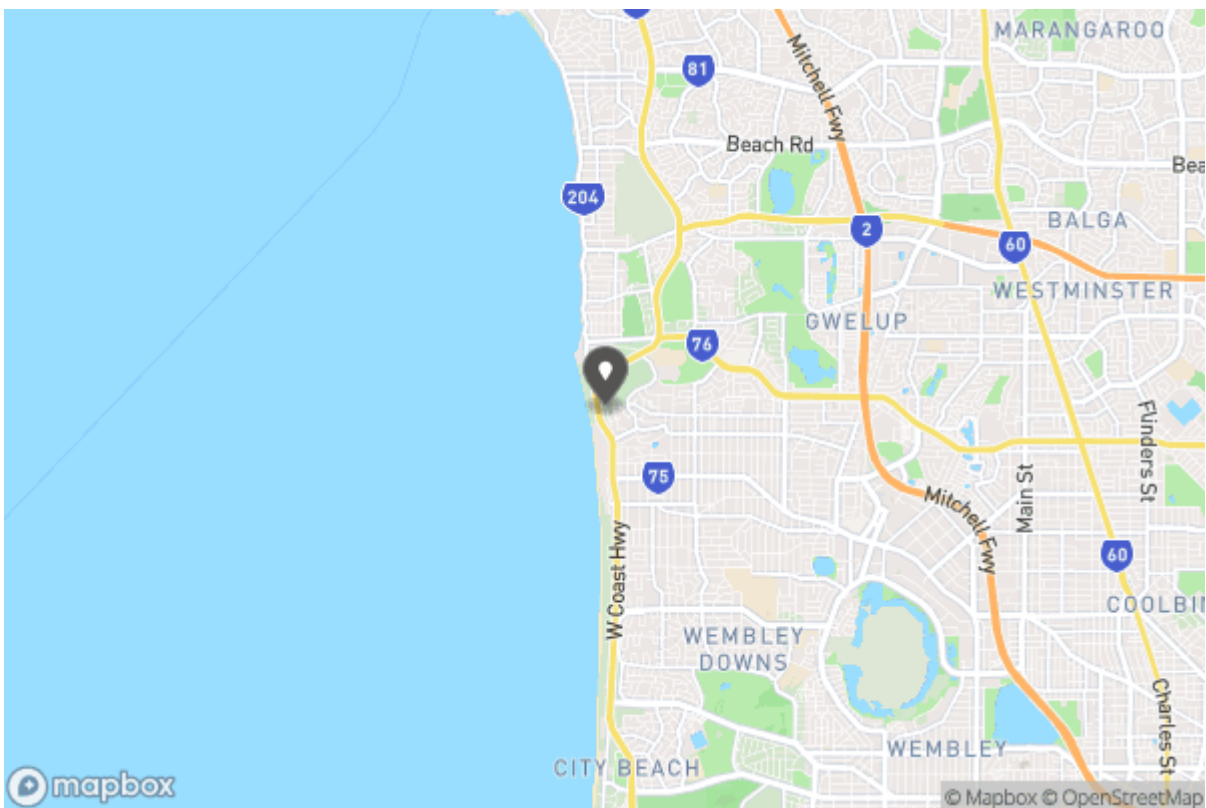 MARANGAROO
81
Mitchell Fwy
Beach Rd
Bea
204
BALGA
2
60
WESTMINSTER
GWELUP
76
Flinders St
75
Main St
Mitchell Fwy
W Coast Hwy
60
COOLBIN
WEMBLEY
DOWNS
Charles St
WEMBLEY
CITY BEACH
mapbox
© Mapbox © OpenStreetMap